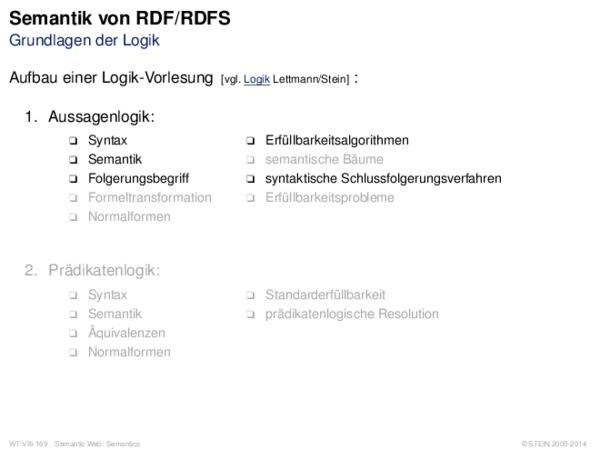 Semantik von RDF/RDFS
Grundlagen der Logik
Aufbau einer Logik-Vorlesung [vgl. Logik Lettmann/Stein] :
1. Aussagenlogik:
❑ Syntax
❑ Semantik
❑ Folgerungsbegriff
❑ Formeltransformation
❑ Normalformen
❑ Erfüllbarkeitsalgorithmen
❑ semantische Bäume
❑ syntaktische Schlussfolgerungsverfahren
❑ Erfüllbarkeitsprobleme
2. Prädikatenlogik:
❑ Syntax
❑ Semantik
❑ Äquivalenzen
❑ Normalformen
❑ Standarderfüllbarkeit
❑ prädikatenlogische Resolution
WT:VIII-169 Semantic Web: Semantics
© STEIN 2005-2014